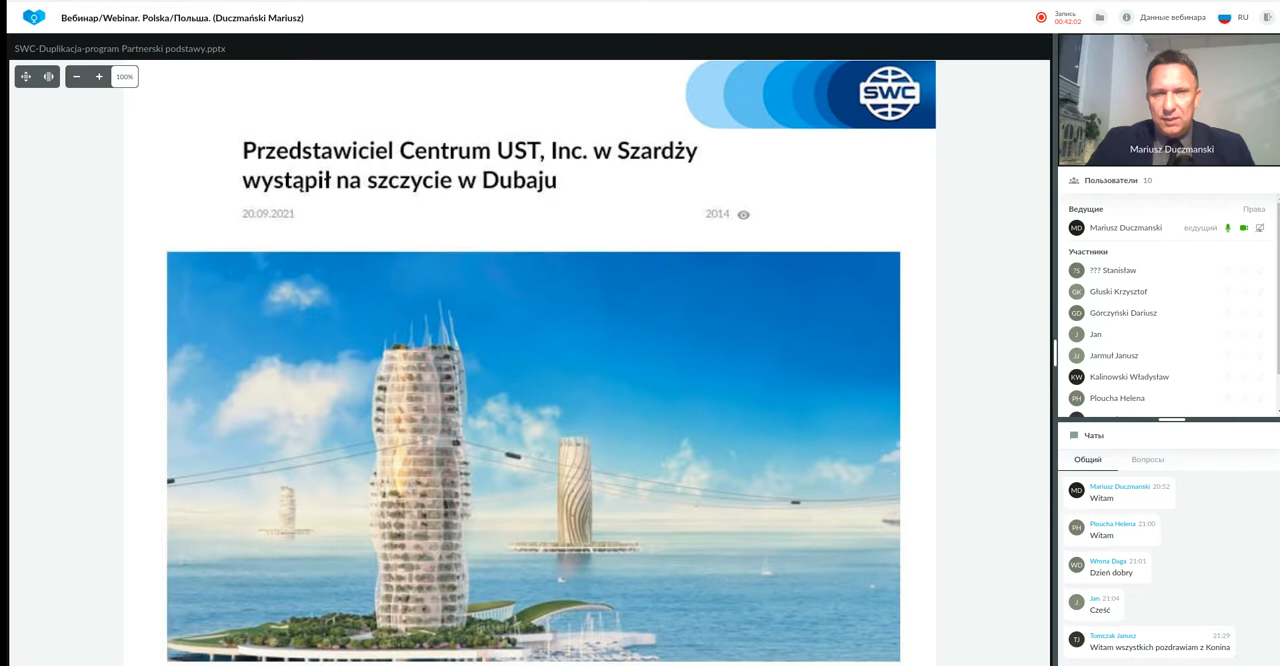 Вебинар/Webinar. Polska/Польша. (Duczmański Mariusz)
Запись
00:42:02
Данные вебинара
RU
SWC-Duplikacja-program Partnerski podstawy.pptx
100%
SWC
Przedstawiciel Centrum UST, Inc. w Szardży
wystąpił na szczycie w Dubaju
20.09.2021
2014
Mariusz Duczmanski
Пользователи 10
Ведущие
Права
MD
Mariusz Duczmanski
ведущий
Участники
?S
??? Stanisław
GK
Głuski Krzysztof
GD
Górczyński Dariusz
J
Jan
JJ
Jarmuł Janusz
KW
Kalinowski Władysław
PH
Ploucha Helena
Чаты
Общий
Вопросы
MD
Mariusz Duczmanski 20:52
Witam
PH
Ploucha Helena 21:00
Witam
WD
Wrona Daga 21:01
Dzień dobry
J
Jan 21:04
Cześć
TJ
Tomczak Janusz 21:29
Witam wszystkich pozdrawiam z Konina